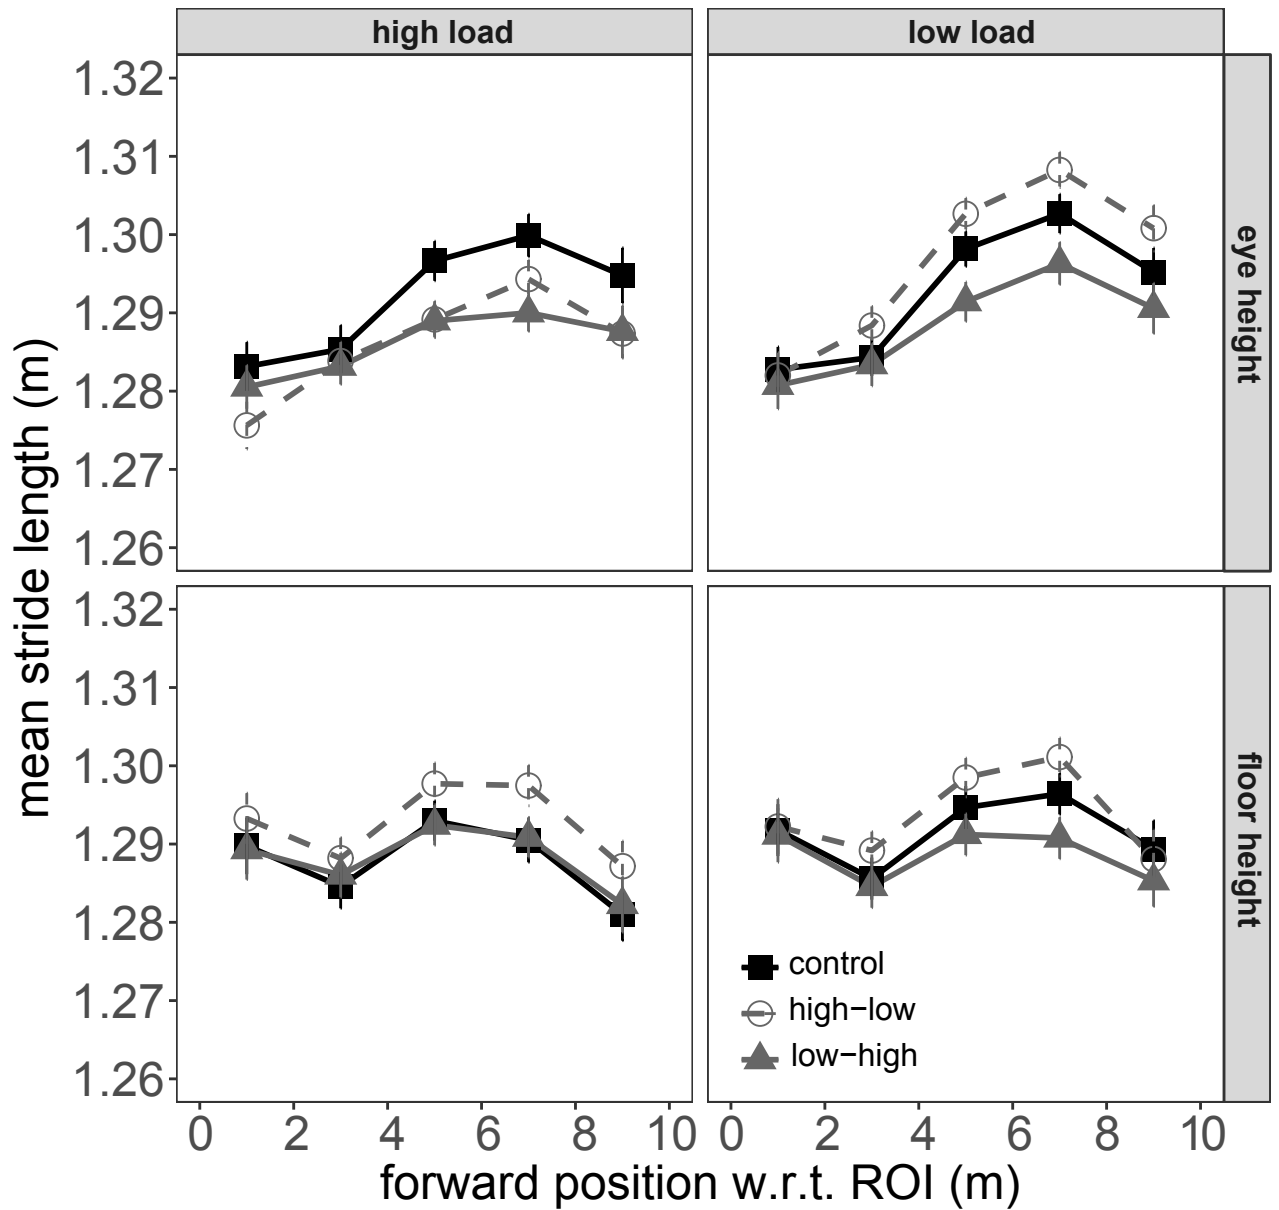 high load
low load
1.32
1.31
1.30
1.29
1.28
1.27
1.26
eye height
mean stride length (m)
1.32
1.31
1.30
1.29
1.28
1.27
1.26
floor height
control
high−low
low−high
0 2 4 6 8 10
0 2 4 6 8 10
forward position w.r.t. ROI (m)